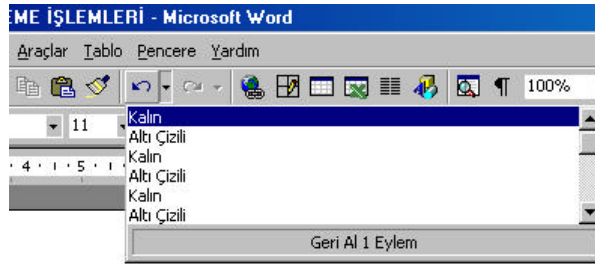 EME İŞLEMLERİ - Microsoft Word
Araçlar Tablo Pencere Yardım
100%
11
Kalın
Altı Çizili
4 5
Kalın
Altı Çizili
Kalın
Altı Çizili
Geri Al 1 Eylem